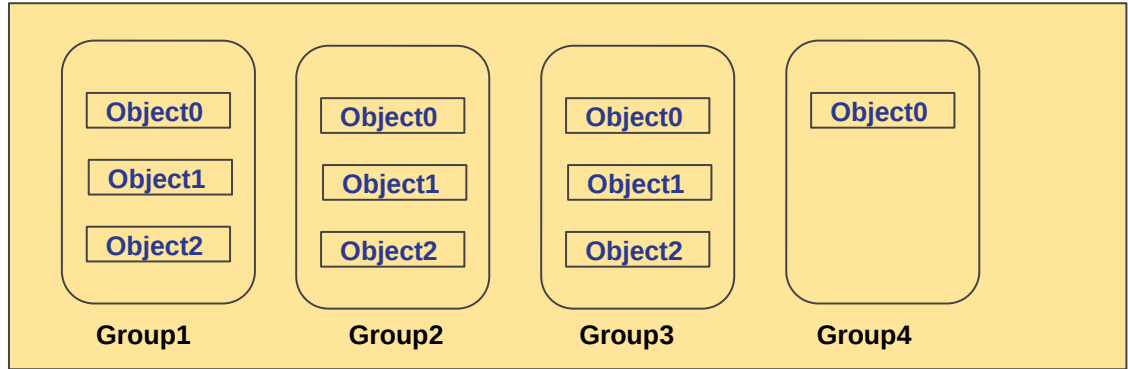 Object0
Object1
Object2
Group1
Object0
Object1
Object2
Group2
Object0
Object1
Object2
Group3
Object0
Group4